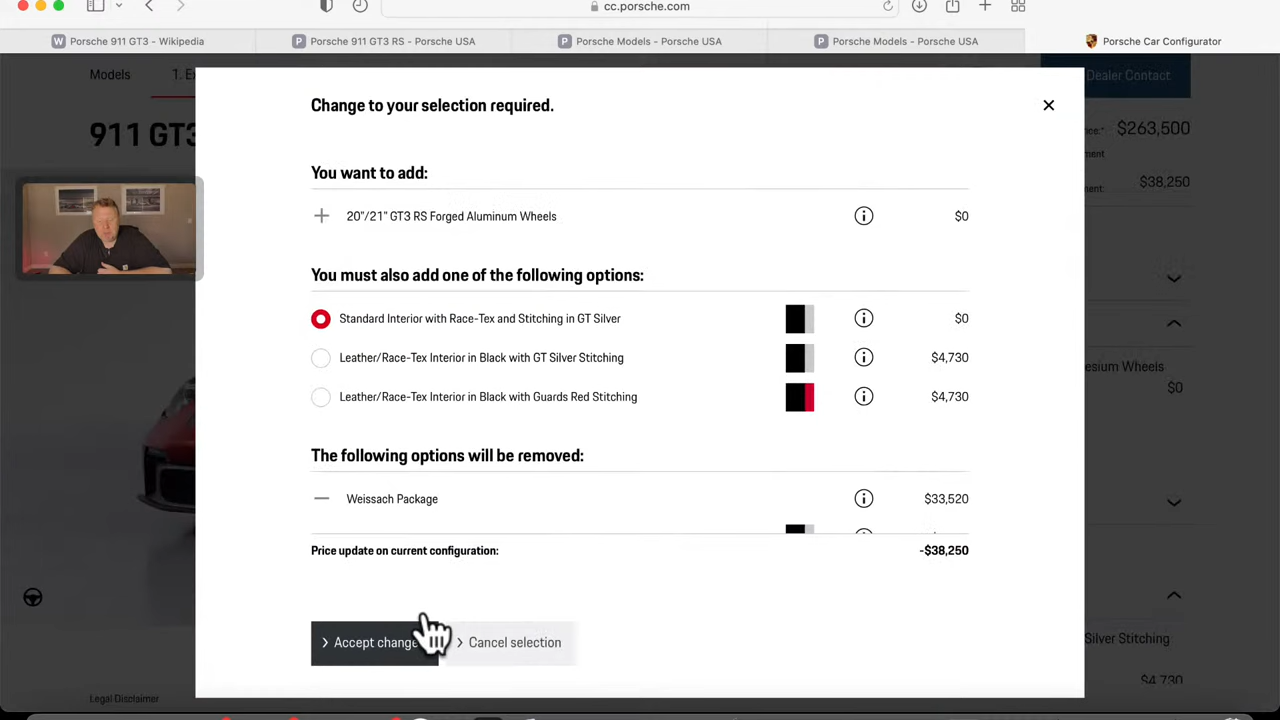 cc.porsche.com
W Porsche 911 GT3 - Wikipedia
P Porsche 911 GT3 RS - Porsche USA
P Porsche Models - Porsche USA
P Porsche Models - Porsche USA
Porsche Car Configurator
Models
1. E
Dealer Contact
911 GT3
$263,500
$38,250
Change to your selection required.
You want to add:
20"/21" GT3 RS Forged Aluminum Wheels
$0
You must also add one of the following options:
Standard Interior with Race-Tex and Stitching in GT Silver
$0
Leather/Race-Tex Interior in Black with GT Silver Stitching
$4,730
Leather/Race-Tex Interior in Black with Guards Red Stitching
$4,730
The following options will be removed:
Weissach Package
$33,520
Price update on current configuration:
-$38,250
Accept change
Cancel selection
esium Wheels
$0
Silver Stitching
$4,730
Legal Disclaimer